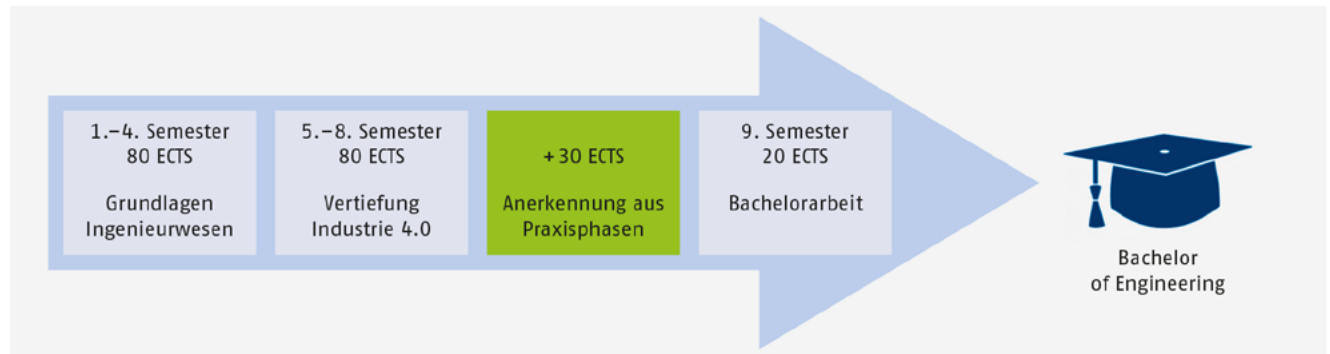 1.–4. Semester
80 ECTS
Grundlagen
Ingenieurwesen
5.–8. Semester
80 ECTS
Vertiefung
Industrie 4.0
+30 ECTS
Anerkennung aus
Praxisphasen
9. Semester
20 ECTS
Bachelorarbeit
Bachelor
of Engineering